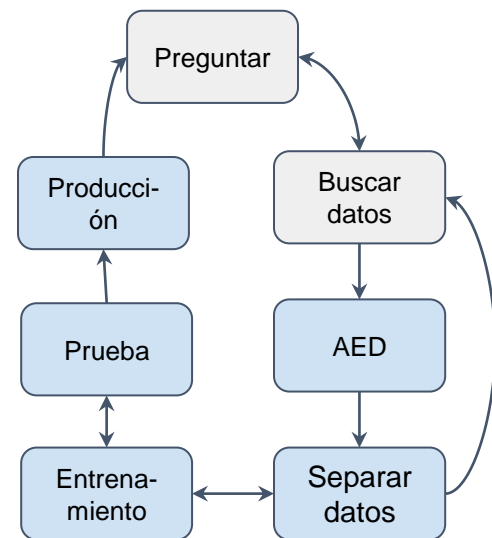 Preguntar
Buscar
datos
AED
Separar
datos
Entrena-
miento
Prueba
Producci-
ón